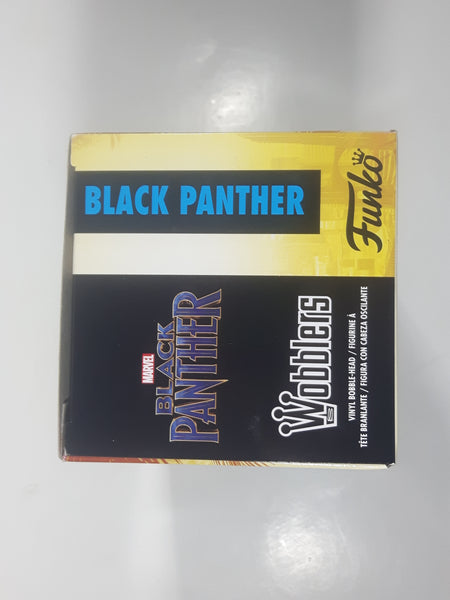 BLACK PANTHER
Funko
MARVEL
BLACK
PANTHER
Wobblers
VINYL BOBBLE-HEAD / FIGURINE À
TÊTE BRANLANTE / FIGURA CON CABEZA OSCILANTE